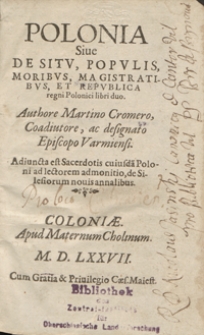 POLONIA
Siue
DE SITV, POPVLIS,
MORIBVS, MAGISTRATI-
BVS, ET REPVBLICA
regni Polonici libri duo.
Authore Martino Cromero,
Coadiutore, ac designato
Episcopo Varmiensi.
Adiuncta est Sacerdotis cuiusdã Polo-
ni ad lectorem admonitio, de Si-
lesiorum nouis annalibus.
COLONIÆ.
Apud Maternum Cholinum.
M. D. LXXVII.
Cum Gratia & Priuilegio Cæs. Maiest.
Bibliothek
für
Oberschlesische Landesforschung